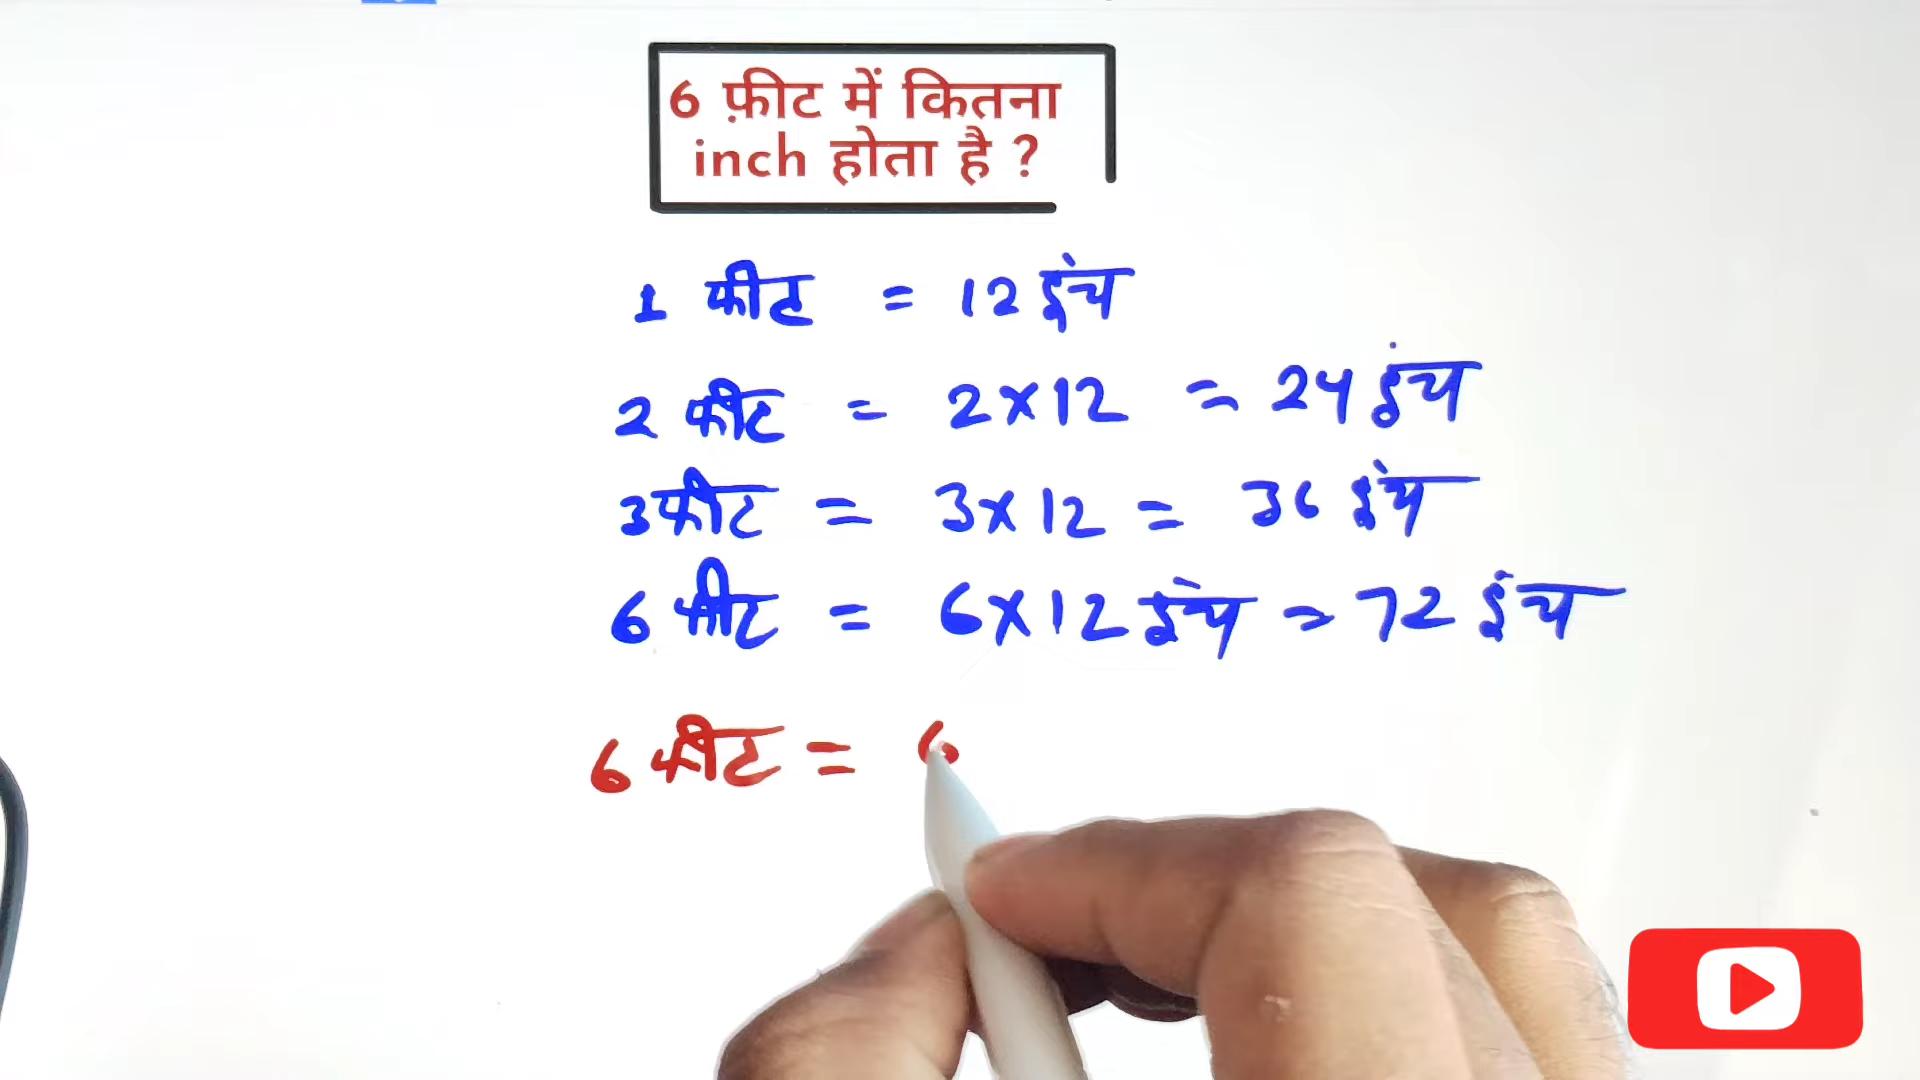 6 फ़ीट में कितना
inch होता है ?
1 फीट = 12 इंच
2 फीट = 2×12 = 24 इंच
3 फीट = 3×12 = 36 इंच
6 फीट = 6×12 इंच = 72 इंच
6 फीट = 6